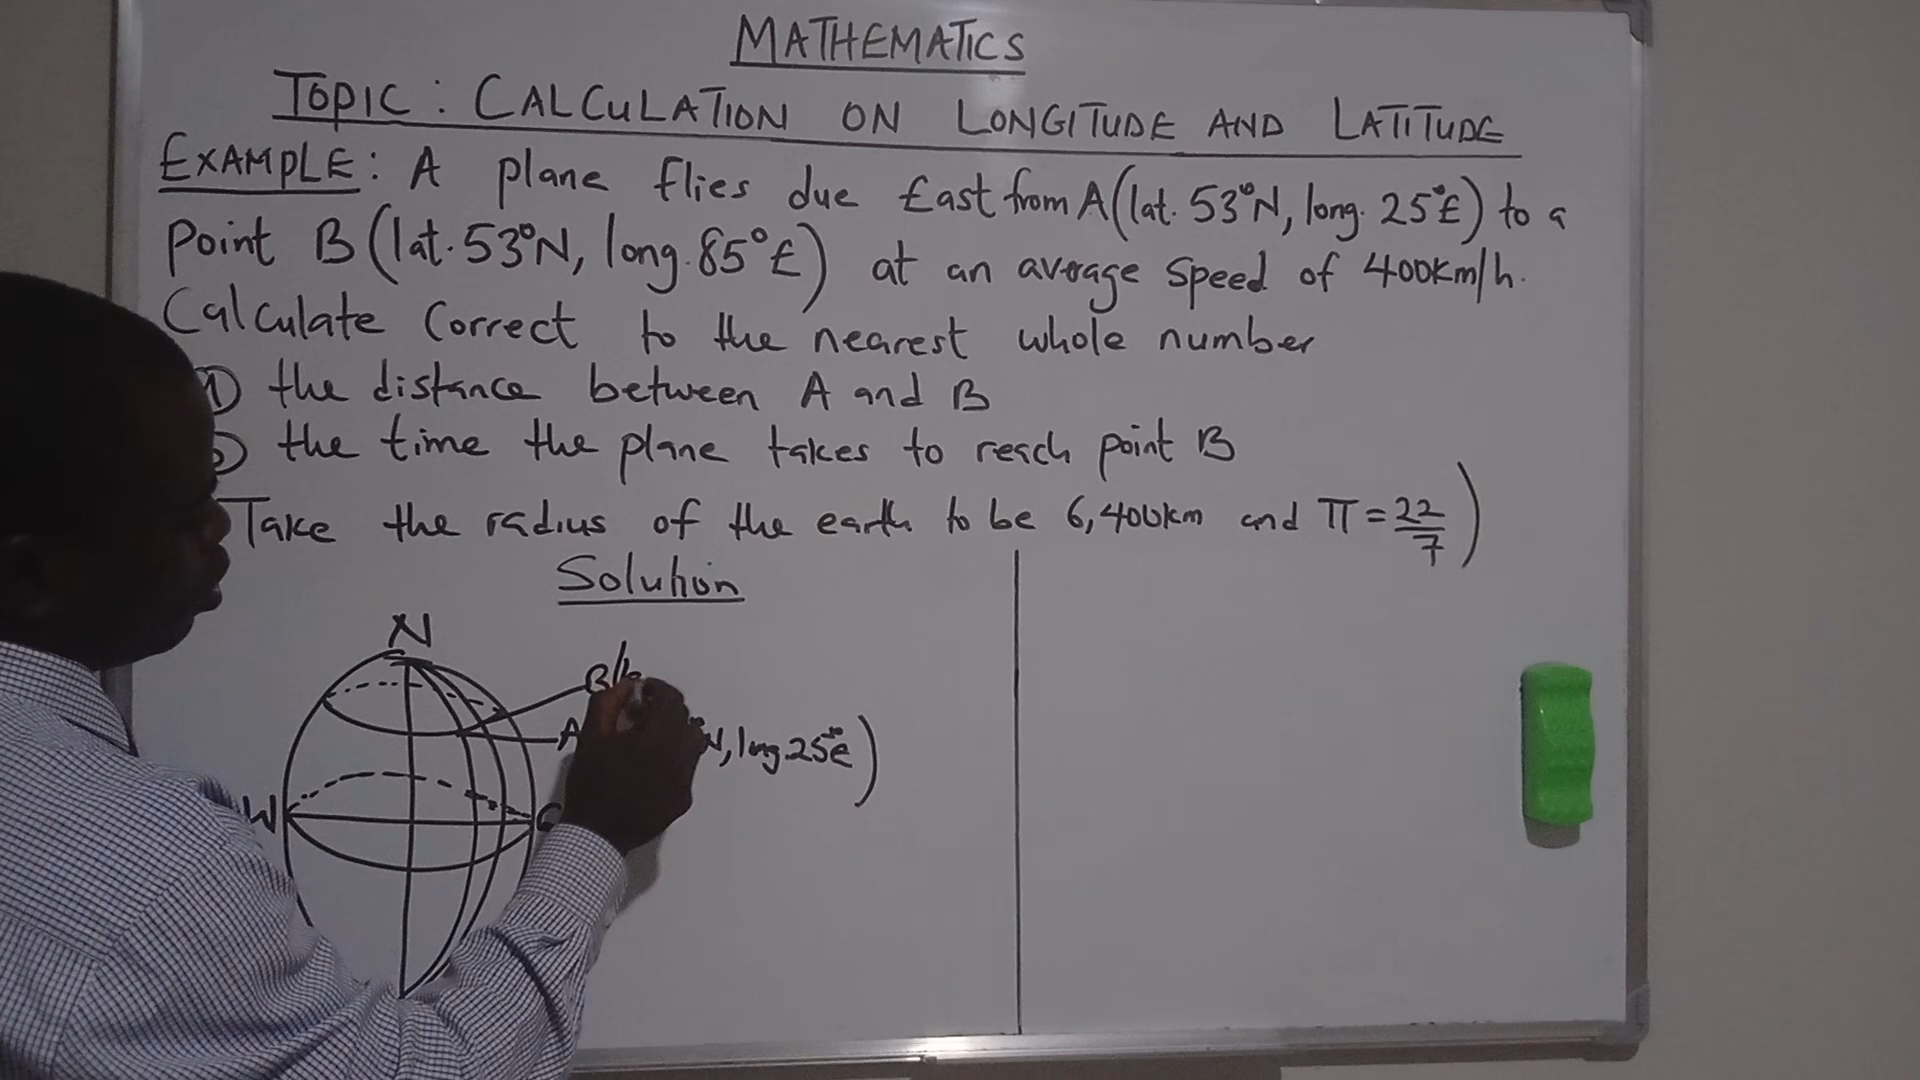 MATHEMATICS
TOPIC: CALCULATION ON LONGITUDE AND LATITUDE
EXAMPLE: A plane flies due East from A(lat. 53°N, long. 25°E) to a
point B(lat. 53°N, long. 85°E) at an average speed of 400km/h.
Calculate correct to the nearest whole number
1) the distance between A and B
the time the plane takes to reach point B
Take the radius of the earth to be 6,400km and π = 22/7)
Solution
N
B(
A N, long. 25°E)
W